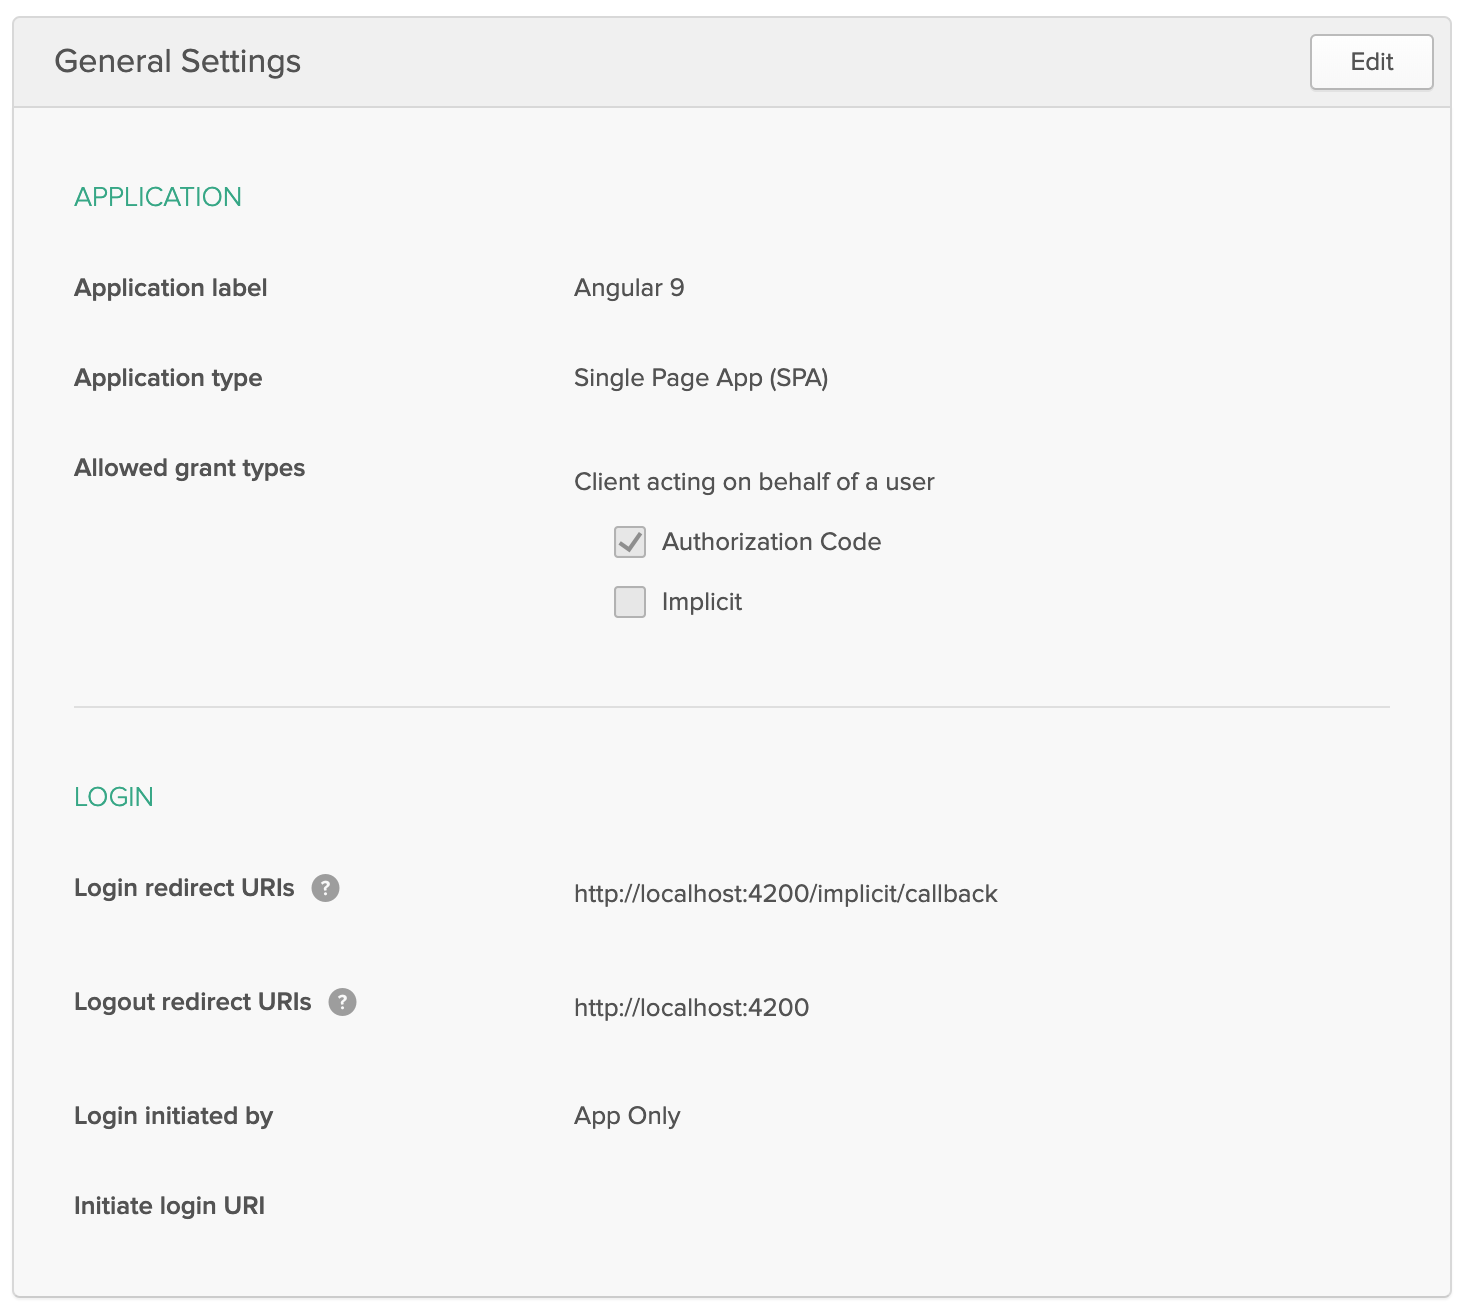 General Settings
Edit
APPLICATION
Application label
Angular 9
Application type
Single Page App (SPA)
Allowed grant types
Client acting on behalf of a user
Authorization Code
Implicit
LOGIN
Login redirect URIs ?
http://localhost:4200/implicit/callback
Logout redirect URIs ?
http://localhost:4200
Login initiated by
App Only
Initiate login URI